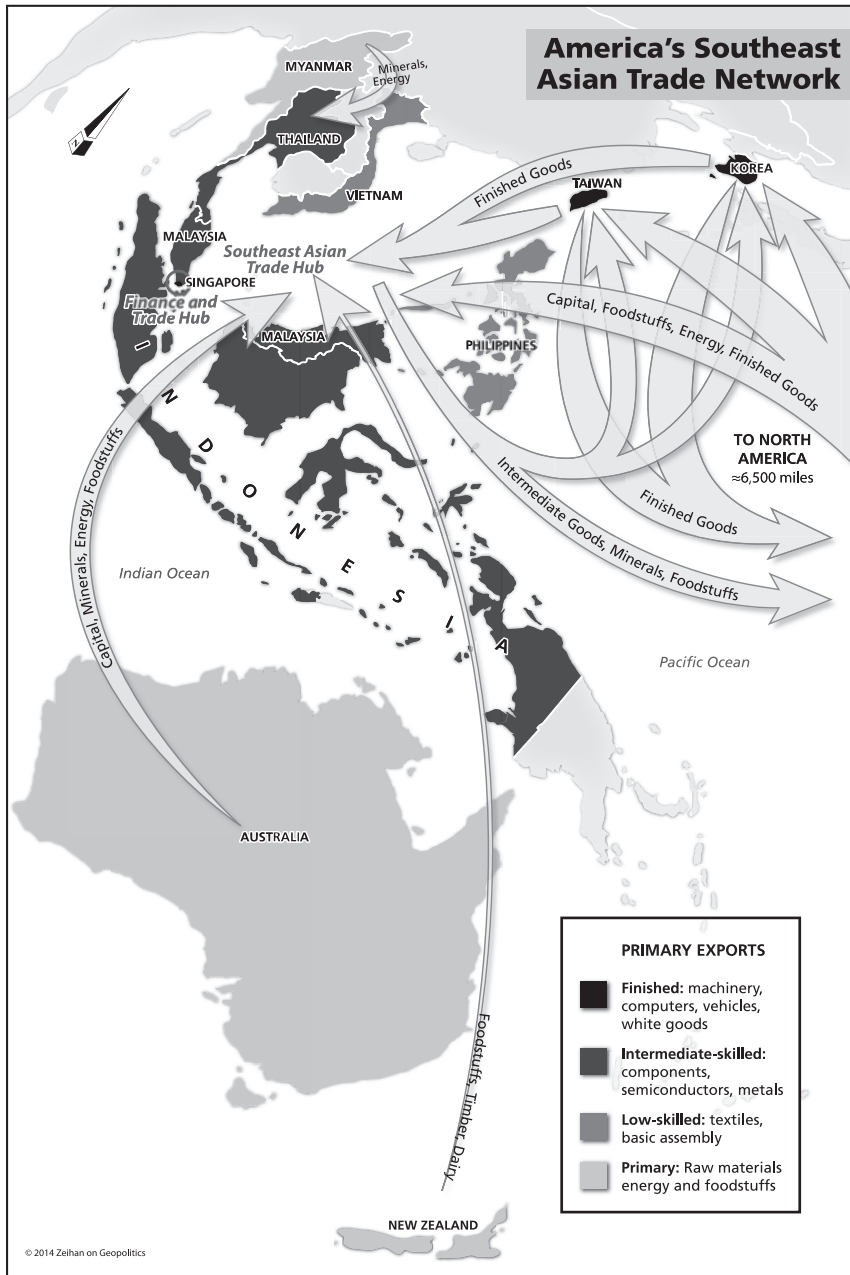 America's Southeast
Asian Trade Network
MYANMAR
Minerals,
Energy
N
THAILAND
VIETNAM
Finished Goods
TAIWAN
KOREA
MALAYSIA
Southeast Asian
Trade Hub
SINGAPORE
Finance and
Trade Hub
MALAYSIA
PHILIPPINES
Capital, Foodstuffs, Energy, Finished Goods
TO NORTH
AMERICA
≈6,500 miles
INDONESIA
Intermediate Goods, Minerals, Foodstuffs
Finished Goods
Capital, Minerals, Energy, Foodstuffs
Indian Ocean
Pacific Ocean
AUSTRALIA
Foodstuffs, Timber, Dairy
NEW ZEALAND
PRIMARY EXPORTS
Finished: machinery,
computers, vehicles,
white goods
Intermediate-skilled:
components,
semiconductors, metals
Low-skilled: textiles,
basic assembly
Primary: Raw materials
energy and foodstuffs
© 2014 Zeihan on Geopolitics